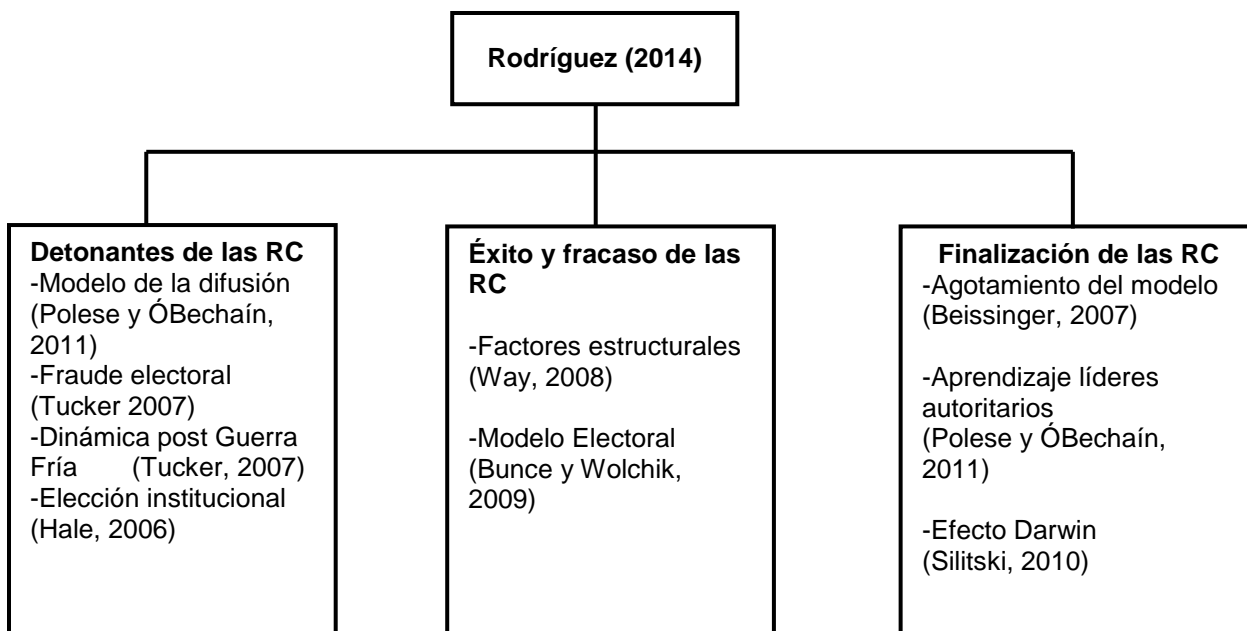 Rodríguez (2014)
Detonantes de las RC
-Modelo de la difusión
(Polese y ÓBechaín,
2011)
-Fraude electoral
(Tucker 2007)
-Dinámica post Guerra
Fría (Tucker, 2007)
-Elección institucional
(Hale, 2006)
Éxito y fracaso de las
RC
-Factores estructurales
(Way, 2008)
-Modelo Electoral
(Bunce y Wolchik,
2009)
Finalización de las RC
-Agotamiento del modelo
(Beissinger, 2007)
-Aprendizaje líderes
autoritarios
(Polese y ÓBechaín,
2011)
-Efecto Darwin
(Silitski, 2010)